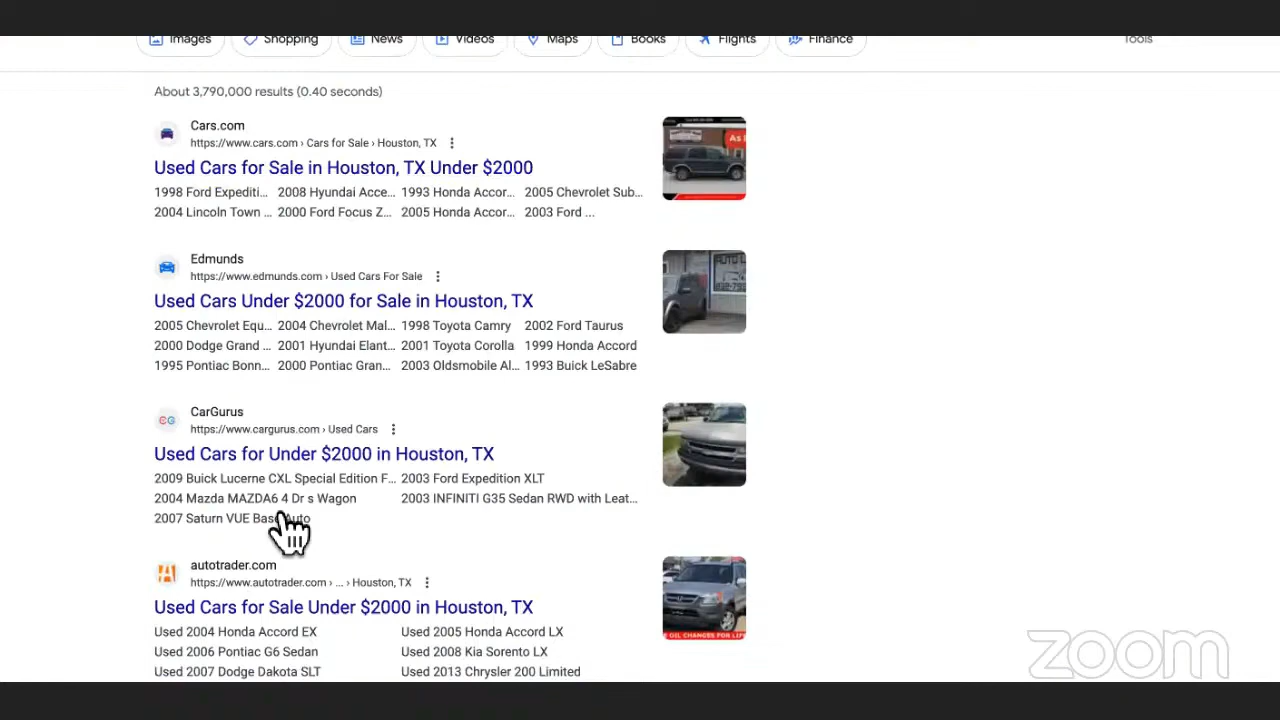 Images Shopping News Videos Maps Books Flights Finance Tools
About 3,790,000 results (0.40 seconds)
Cars.com
https://www.cars.com › Cars for Sale › Houston, TX
Used Cars for Sale in Houston, TX Under $2000
1998 Ford Expediti... 2008 Hyundai Acce... 1993 Honda Accor... 2005 Chevrolet Sub...
2004 Lincoln Town ... 2000 Ford Focus Z... 2005 Honda Accor... 2003 Ford ...
As I
Edmunds
https://www.edmunds.com › Used Cars For Sale
Used Cars Under $2000 for Sale in Houston, TX
2005 Chevrolet Equ... 2004 Chevrolet Mal... 1998 Toyota Camry 2002 Ford Taurus
2000 Dodge Grand ... 2001 Hyundai Elant... 2001 Toyota Corolla 1999 Honda Accord
1995 Pontiac Bonn... 2000 Pontiac Gran... 2003 Oldsmobile Al... 1993 Buick LeSabre
AUTO L
CG
CarGurus
https://www.cargurus.com › Used Cars
Used Cars for Under $2000 in Houston, TX
2009 Buick Lucerne CXL Special Edition F... 2003 Ford Expedition XLT
2004 Mazda MAZDA6 4 Dr s Wagon 2003 INFINITI G35 Sedan RWD with Leat...
2007 Saturn VUE Base Auto
autotrader.com
https://www.autotrader.com › ... › Houston, TX
Used Cars for Sale Under $2000 in Houston, TX
Used 2004 Honda Accord EX Used 2005 Honda Accord LX
Used 2006 Pontiac G6 Sedan Used 2008 Kia Sorento LX
Used 2007 Dodge Dakota SLT Used 2013 Chrysler 200 Limited
E OIL CHANGES FOR LIF
zoom